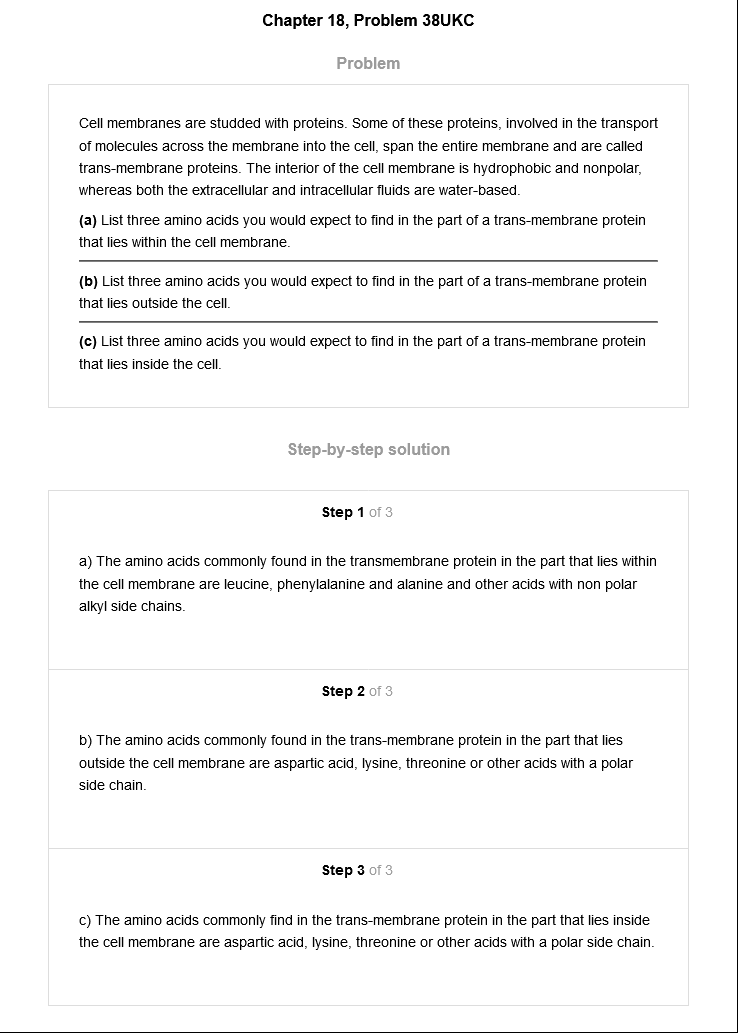 Chapter 18, Problem 38UKC
Problem
Cell membranes are studded with proteins. Some of these proteins, involved in the transport
of molecules across the membrane into the cell, span the entire membrane and are called
trans-membrane proteins. The interior of the cell membrane is hydrophobic and nonpolar,
whereas both the extracellular and intracellular fluids are water-based.
(a) List three amino acids you would expect to find in the part of a trans-membrane protein
that lies within the cell membrane.
(b) List three amino acids you would expect to find in the part of a trans-membrane protein
that lies outside the cell.
(c) List three amino acids you would expect to find in the part of a trans-membrane protein
that lies inside the cell.
Step-by-step solution
Step 1 of 3
a) The amino acids commonly found in the transmembrane protein in the part that lies within
the cell membrane are leucine, phenylalanine and alanine and other acids with non polar
alkyl side chains.
Step 2 of 3
b) The amino acids commonly found in the trans-membrane protein in the part that lies
outside the cell membrane are aspartic acid, lysine, threonine or other acids with a polar
side chain.
Step 3 of 3
c) The amino acids commonly find in the trans-membrane protein in the part that lies inside
the cell membrane are aspartic acid, lysine, threonine or other acids with a polar side chain.